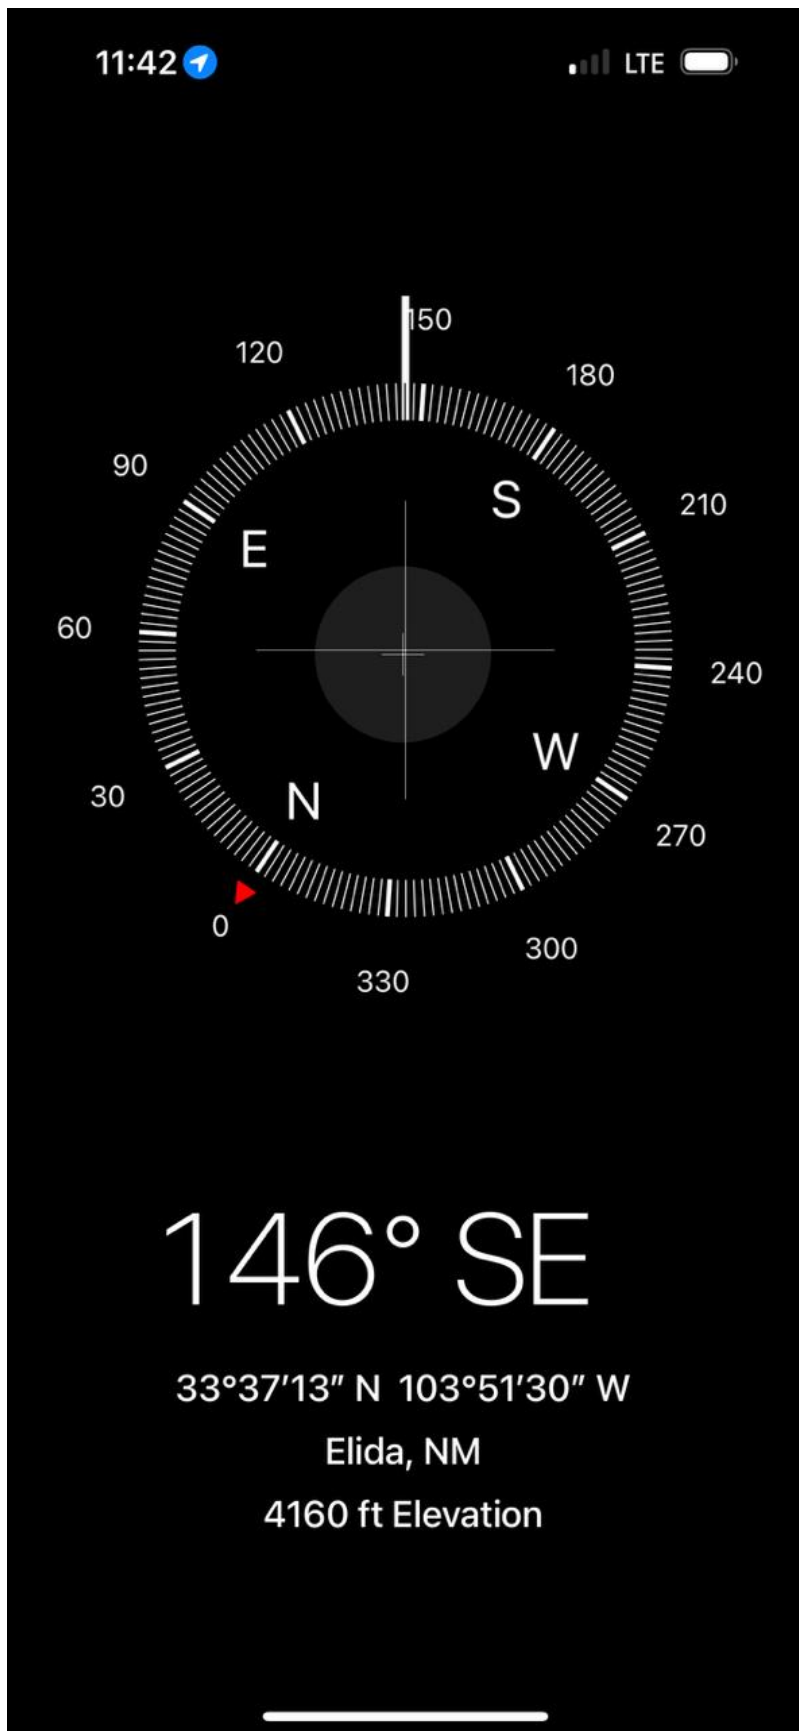 11:42 LTE
150
120 180
90 210
S
E
60 240
W
30 N
270
0 300
330
146° SE
33°37′13″ N 103°51′30″ W
Elida, NM
4160 ft Elevation